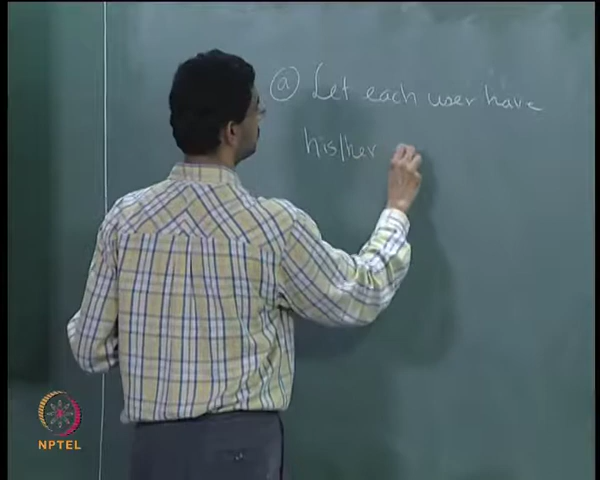 ⓐ Let each user have
his/her
NPTEL